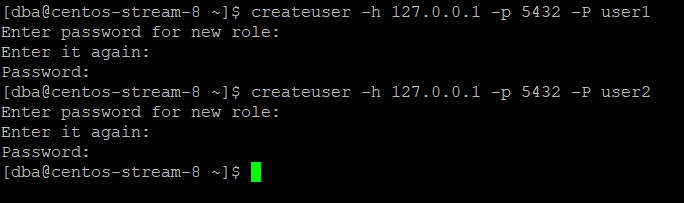 [dba@centos-stream-8 ~]$ createuser -h 127.0.0.1 -p 5432 -P user1
Enter password for new role:
Enter it again:
Password:
[dba@centos-stream-8 ~]$ createuser -h 127.0.0.1 -p 5432 -P user2
Enter password for new role:
Enter it again:
Password:
[dba@centos-stream-8 ~]$